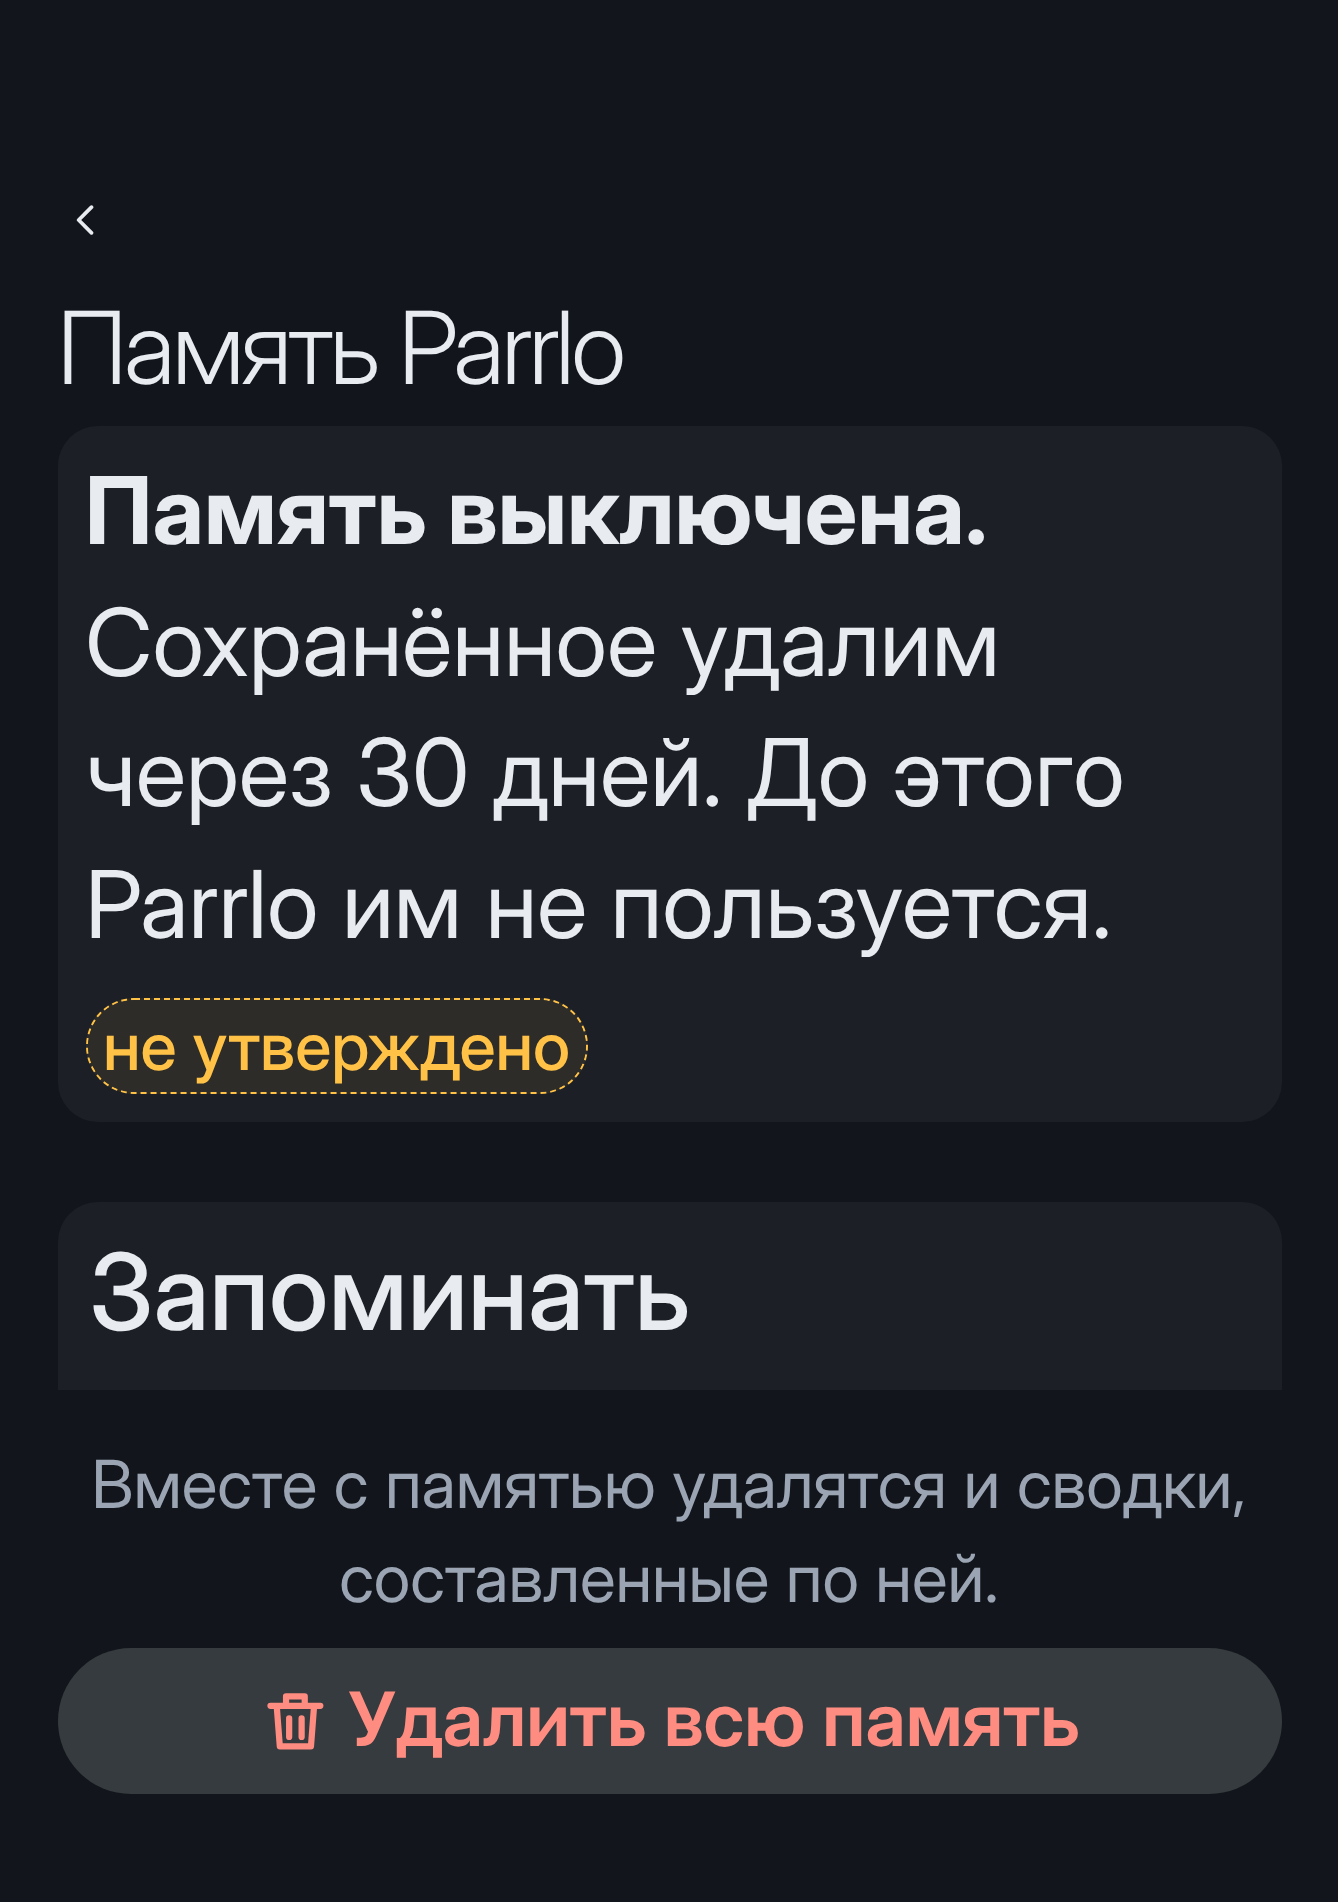 Память Parrlo
Память выключена.
Сохранённое удалим
через 30 дней. До этого
Parrlo им не пользуется.
не утверждено
Запоминать
Вместе с памятью удалятся и сводки,
составленные по ней.
Удалить всю память